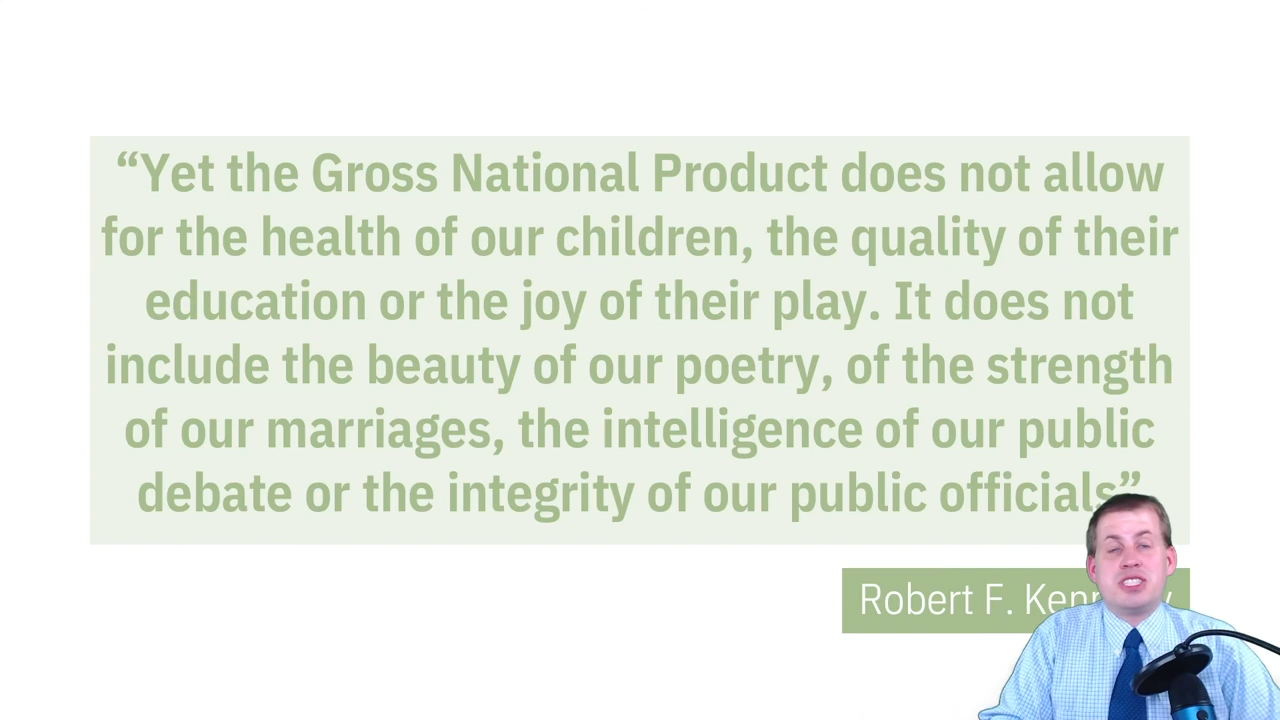 “Yet the Gross National Product does not allow
for the health of our children, the quality of their
education or the joy of their play. It does not
include the beauty of our poetry, of the strength
of our marriages, the intelligence of our public
debate or the integrity of our public officials”
Robert F.